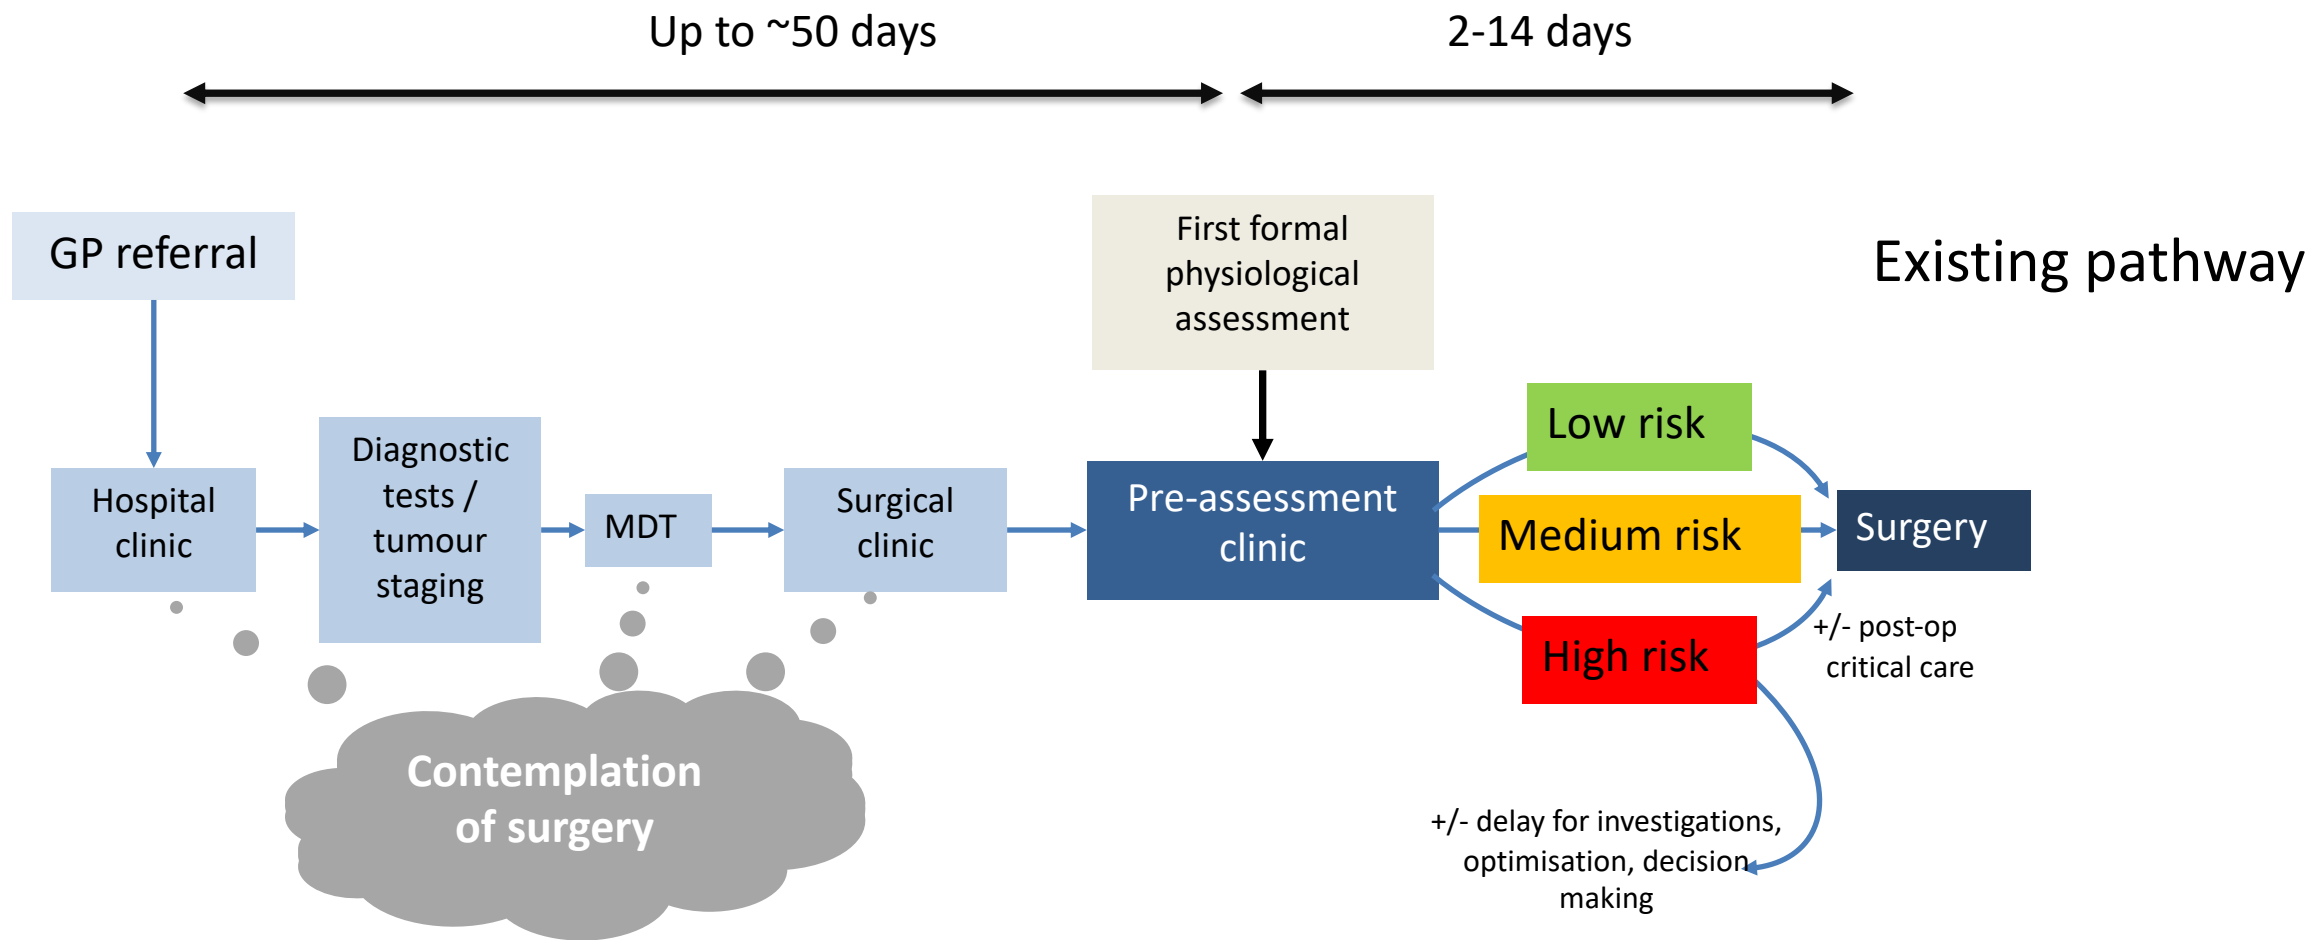 Up to ~50 days
2-14 days
GP referral
First formal
physiological
assessment
Existing pathway
Hospital
clinic
Diagnostic
tests /
tumour
staging
MDT
Surgical
clinic
Pre-assessment
clinic
Low risk
Medium risk
High risk
Surgery
+/- post-op
critical care
Contemplation
of surgery
+/- delay for investigations,
optimisation, decision
making